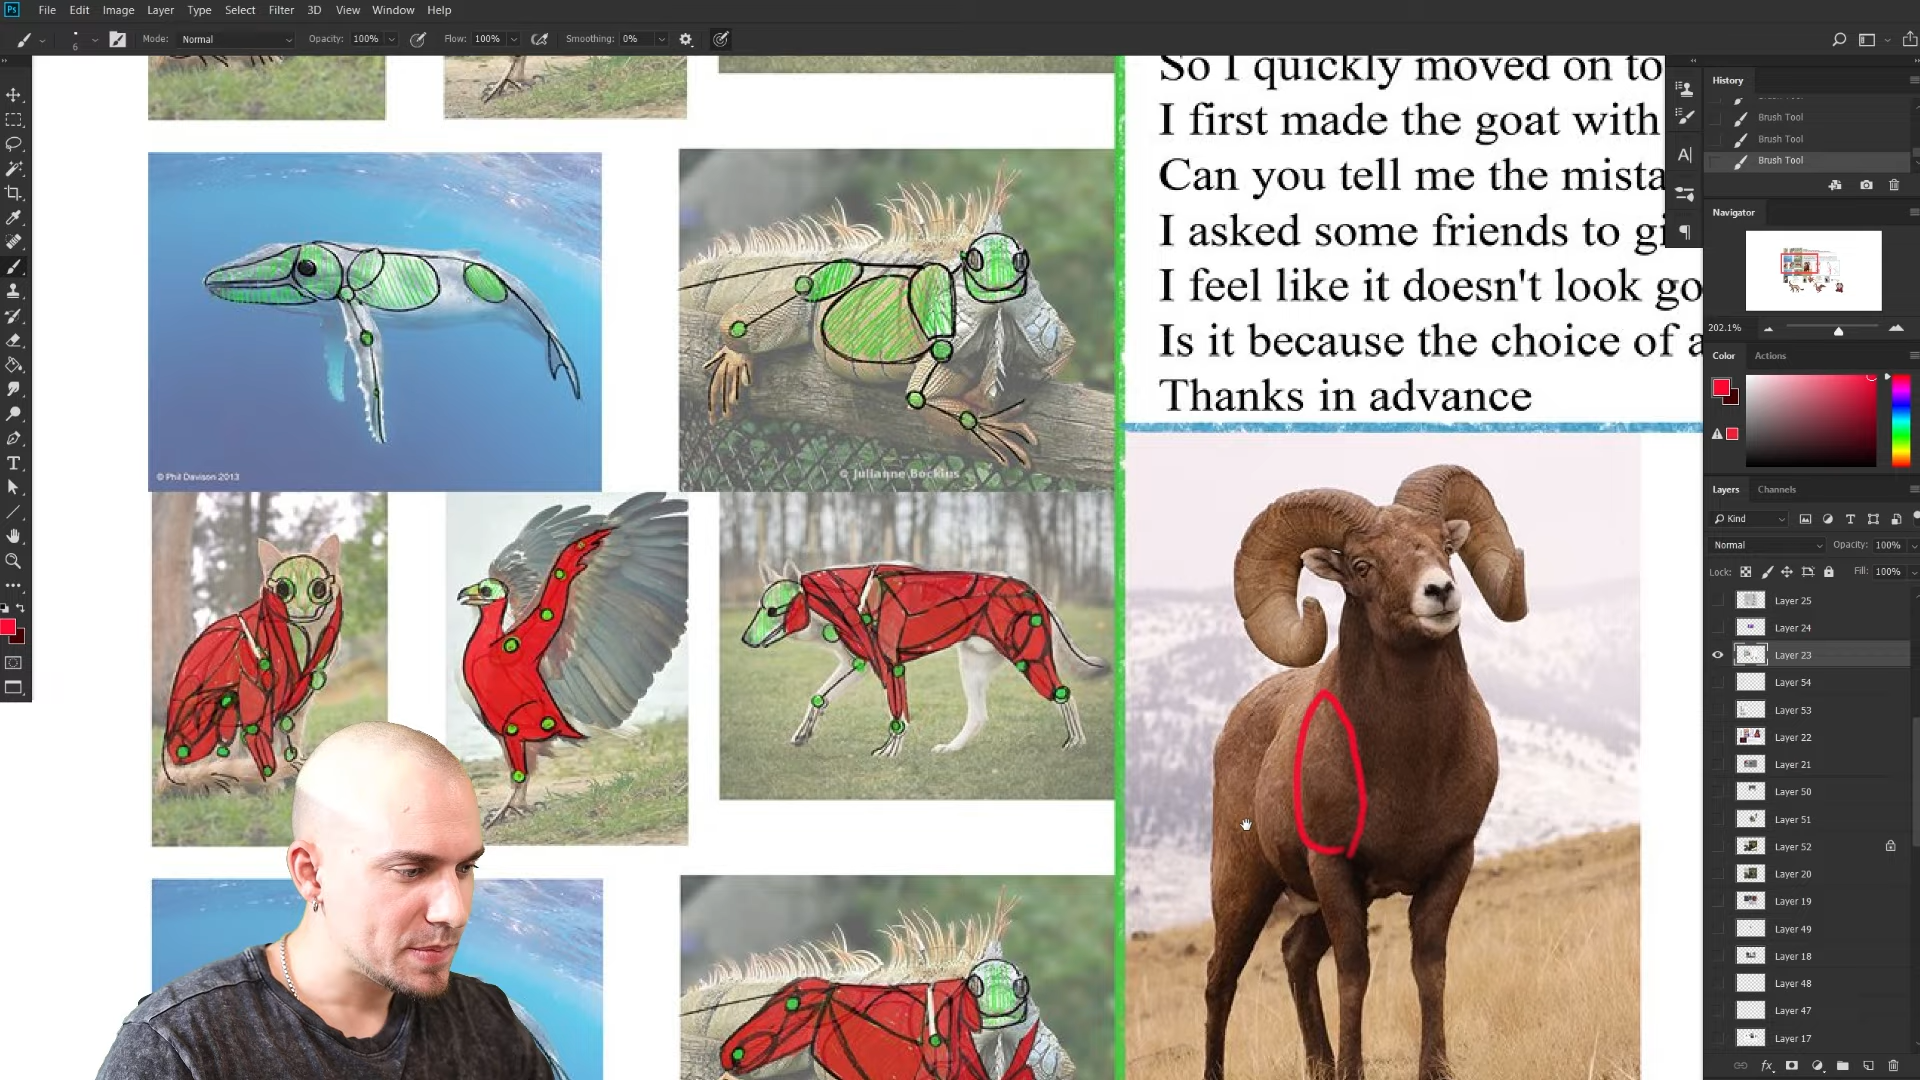 Ps File Edit Image Layer Type Select Filter 3D View Window Help
6 Mode: Normal Opacity: 100% Flow: 100% Smoothing: 0%
So I quickly moved on to
I first made the goat with
Can you tell me the mista
I asked some friends to gi
I feel like it doesn't look go
Is it because the choice of a
Thanks in advance
© Phil Davison 2013
© Julianne Bockius
History
Brush Tool
Brush Tool
Brush Tool
Navigator
202.1%
Color Actions
Layers Channels
Kind
Normal Opacity: 100%
Lock: Fill: 100%
Layer 25
Layer 24
Layer 23
Layer 54
Layer 53
Layer 22
Layer 21
Layer 50
Layer 51
Layer 52
Layer 20
Layer 19
Layer 49
Layer 18
Layer 48
Layer 47
Layer 17